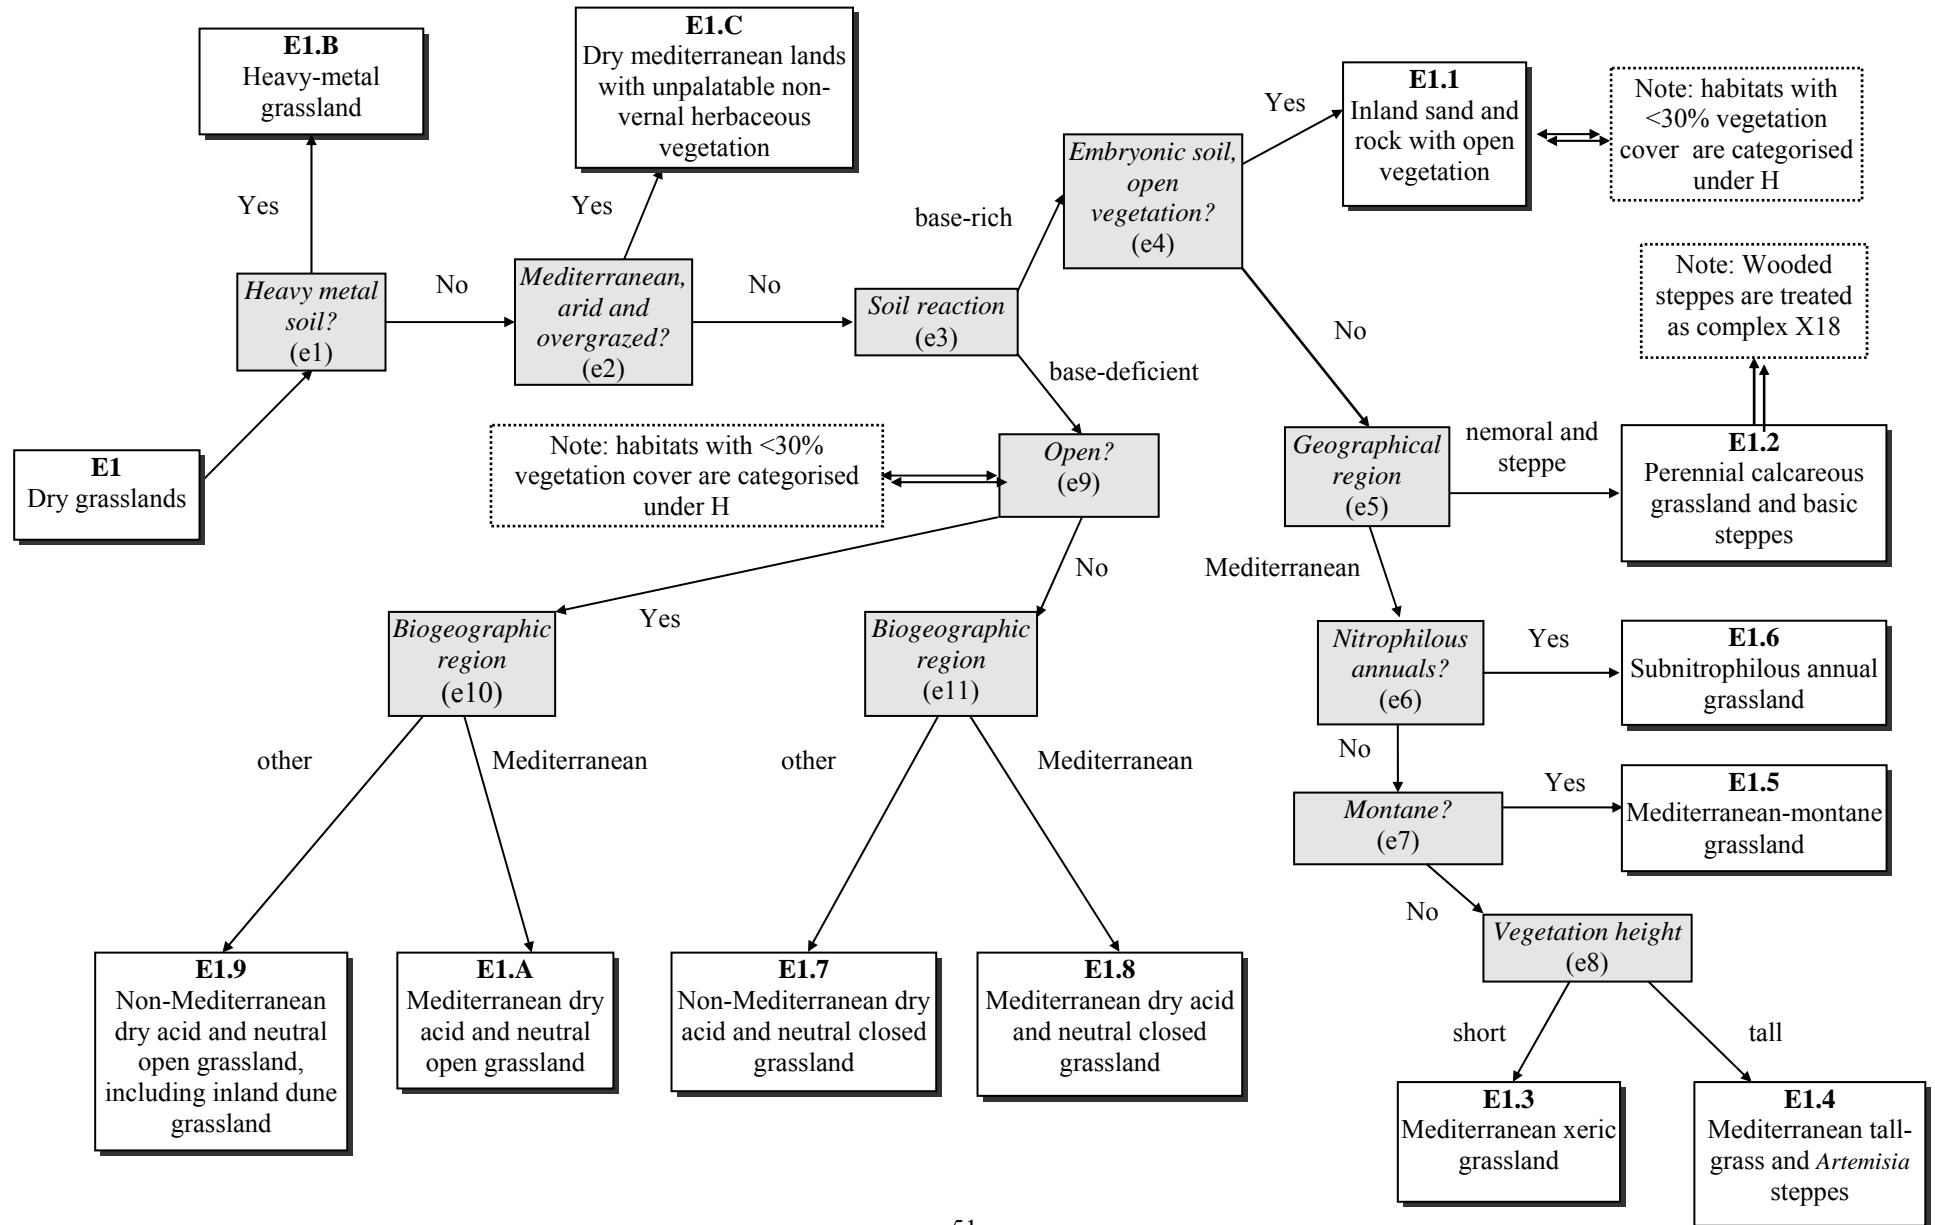 E1.B
Heavy-metal
grassland
E1.C
Dry mediterranean lands
with unpalatable non-
vernal herbaceous
vegetation
E1.1
Inland sand and
rock with open
vegetation
Note: habitats with
<30% vegetation
cover are categorised
under H
Yes
Yes
Yes
Embryonic soil,
open
vegetation?
(e4)
base-rich
Heavy metal
soil?
(e1)
No
Mediterranean,
arid and
overgrazed?
(e2)
No
Soil reaction
(e3)
base-deficient
No
Note: Wooded
steppes are treated
as complex X18
E1
Dry grasslands
Note: habitats with <30%
vegetation cover are categorised
under H
Open?
(e9)
Geographical
region
(e5)
nemoral and
steppe
E1.2
Perennial calcareous
grassland and basic
steppes
Yes
No
Mediterranean
Biogeographic
region
(e10)
Biogeographic
region
(e11)
Nitrophilous
annuals?
(e6)
Yes
E1.6
Subnitrophilous annual
grassland
other
Mediterranean
other
Mediterranean
No
Montane?
(e7)
Yes
E1.5
Mediterranean-montane
grassland
No
Vegetation height
(e8)
short
tall
E1.9
Non-Mediterranean
dry acid and neutral
open grassland,
including inland dune
grassland
E1.A
Mediterranean dry
acid and neutral
open grassland
E1.7
Non-Mediterranean dry
acid and neutral closed
grassland
E1.8
Mediterranean dry acid
and neutral closed
grassland
E1.3
Mediterranean xeric
grassland
E1.4
Mediterranean tall-
grass and Artemisia
steppes
51